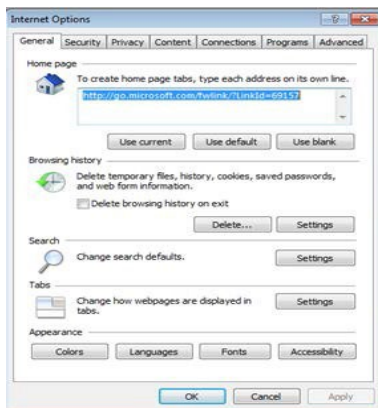 Internet Options
General Security Privacy Content Connections Programs Advanced
Home page
To create home page tabs, type each address on its own line.
http://go.microsoft.com/fwlink/?LinkId=69157
Use current Use default Use blank
Browsing history
Delete temporary files, history, cookies, saved passwords,
and web form information.
Delete browsing history on exit
Delete... Settings
Search
Change search defaults. Settings
Tabs
Change how webpages are displayed in Settings
tabs.
Appearance
Colors Languages Fonts Accessibility
OK Cancel Apply